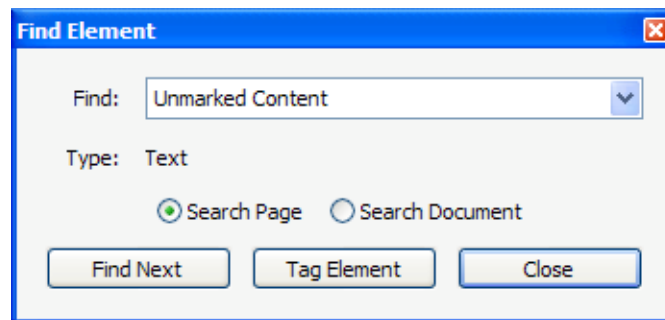 Find Element
Find: Unmarked Content
Type: Text
Search Page Search Document
Find Next Tag Element Close